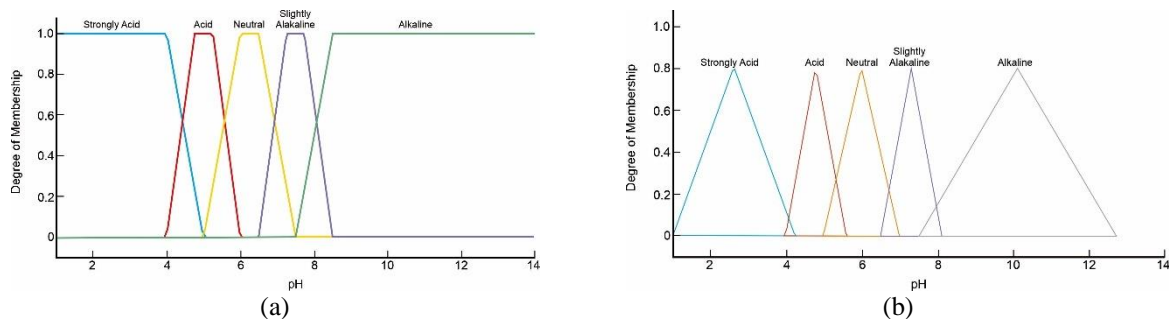 Strongly Acid Acid Neutral Slightly Alakaline Alkaline
1.0
0.8
0.6
0.4
0.2
0
Degree of Membership
2 4 6 8 10 12 14
pH
(a)
Strongly Acid Acid Neutral Slightly Alakaline Alkaline
1.0
0.8
0.6
0.4
0.2
0.0
Degree of Membership
2 4 6 8 10 12 14
pH
(b)